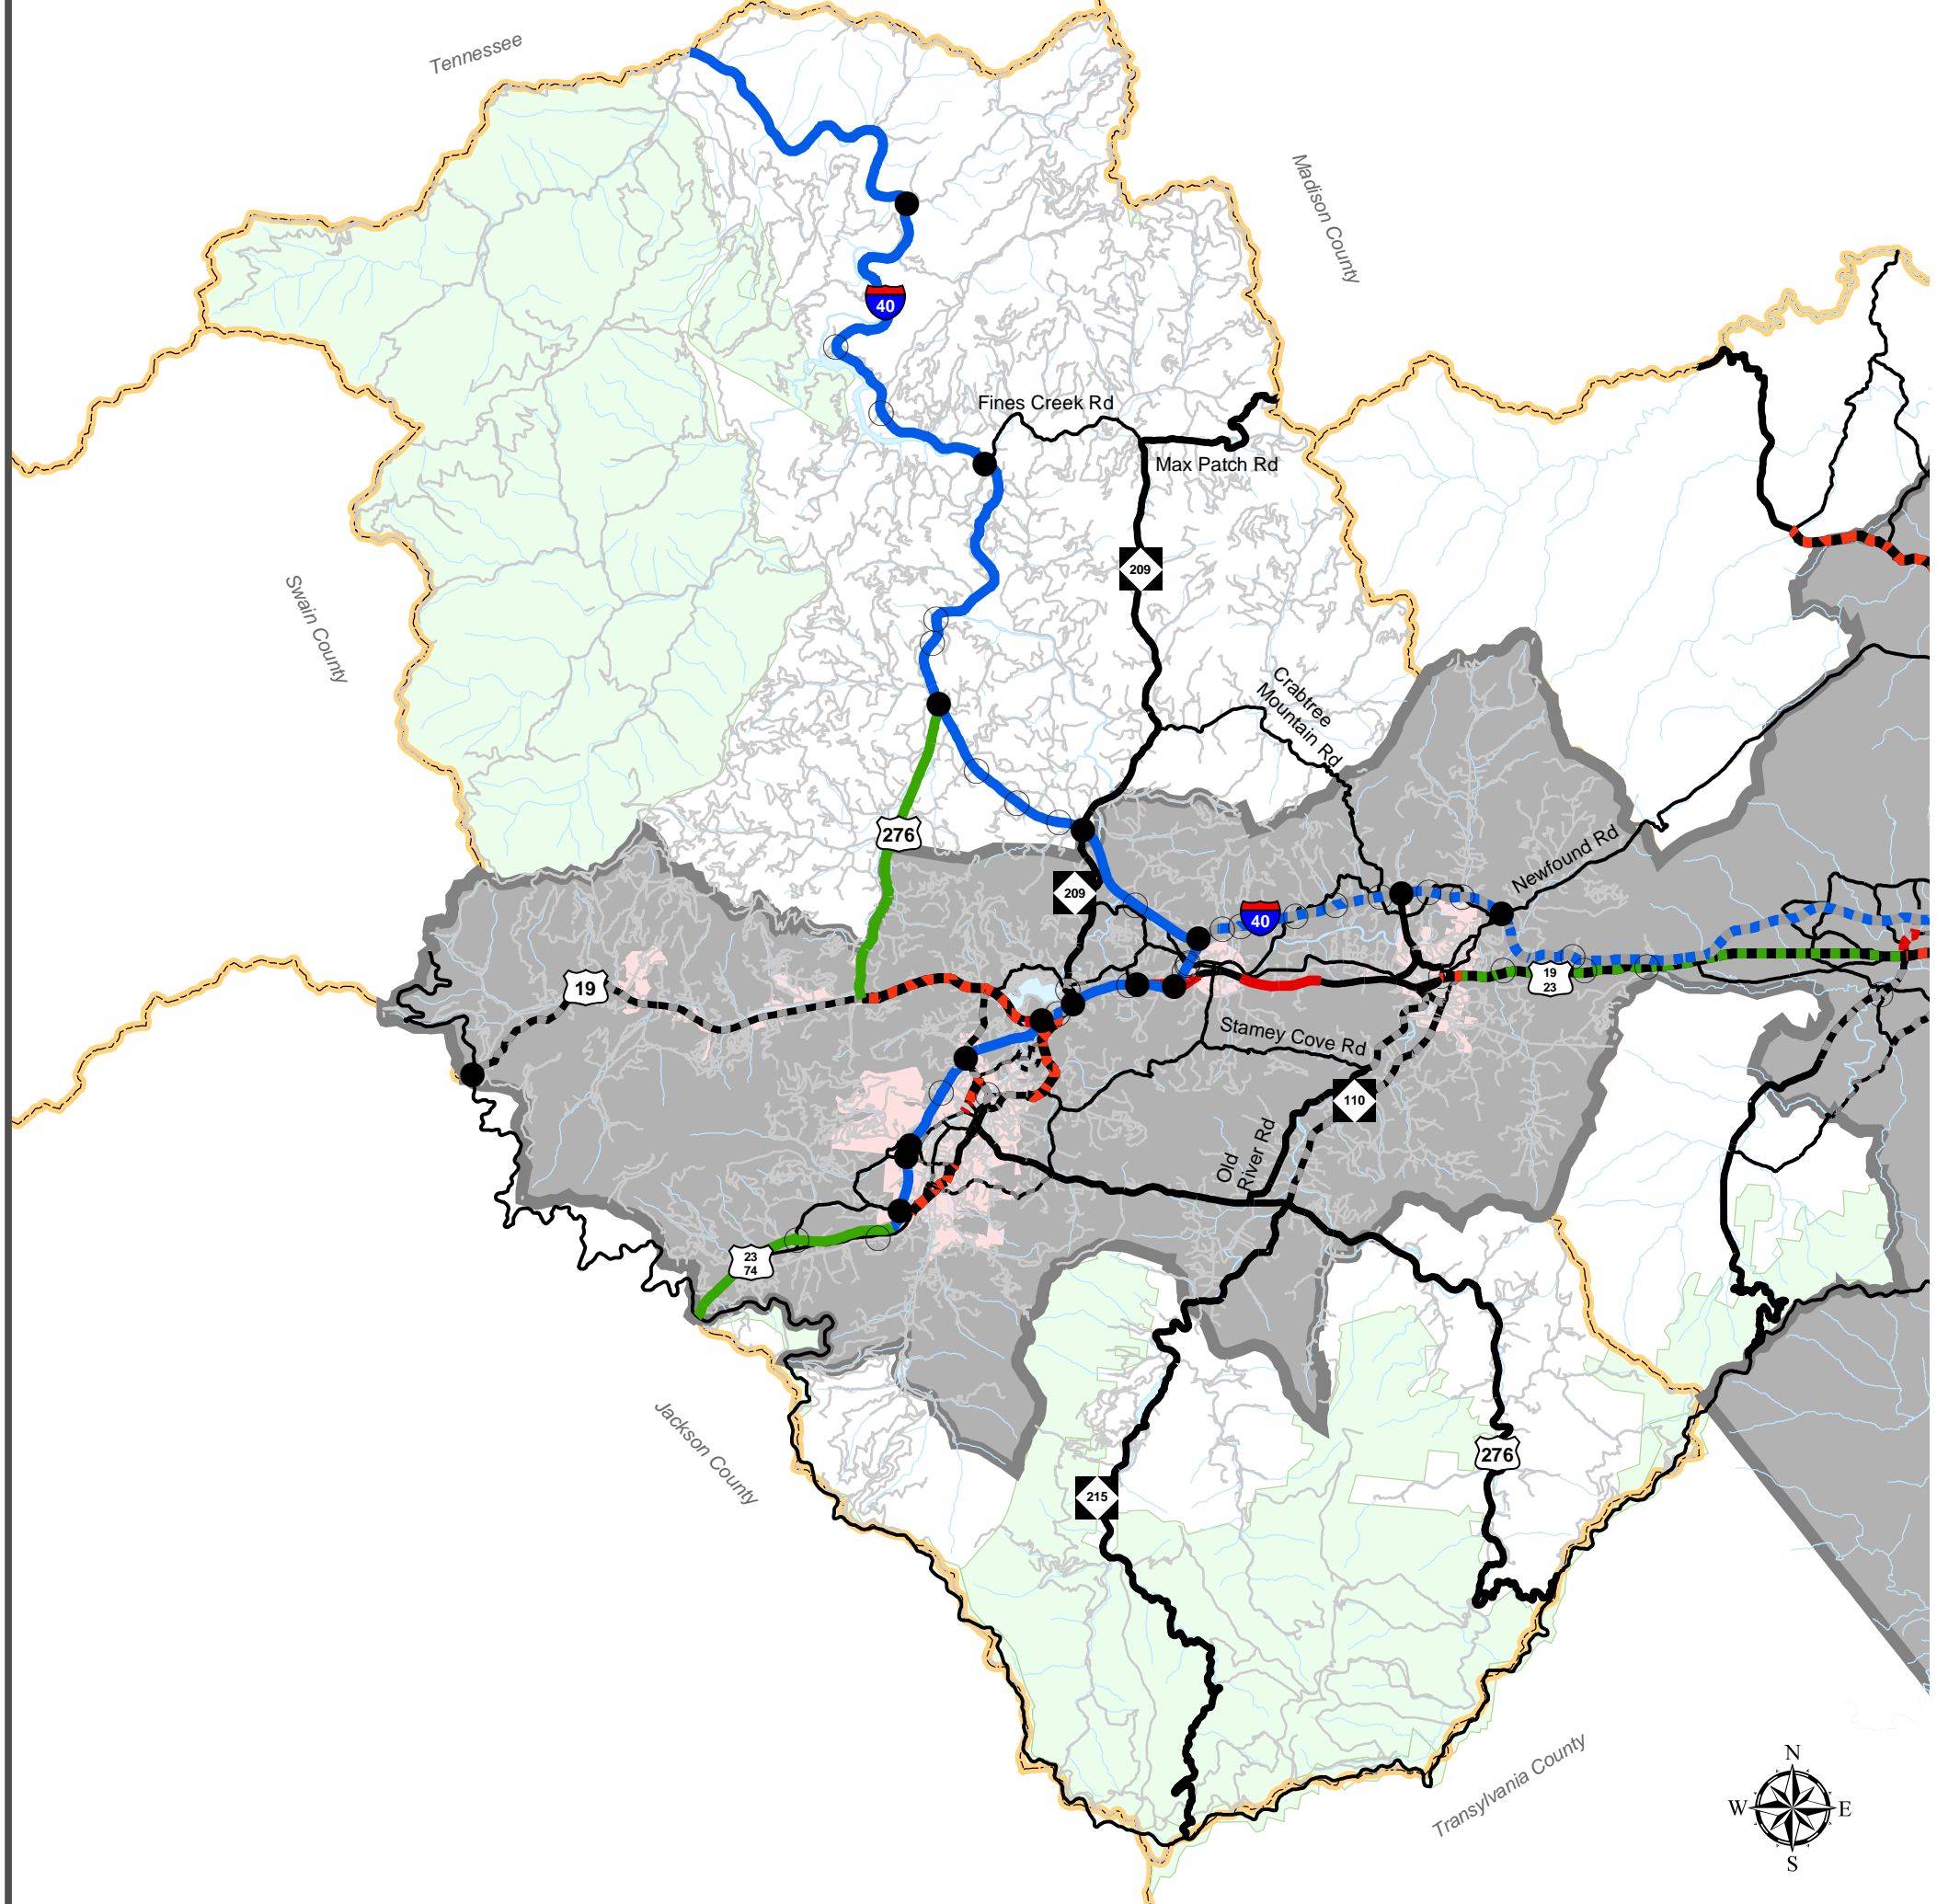 Tennessee
Madison County
40
Fines Creek Rd
Max Patch Rd
209
Swain County
Crabtree
Mountain Rd
276
Newfound Rd
209
40
19
19
23
Stamey Cove Rd
110
Old
River Rd
23
74
Jackson County
276
215
Transylvania County
N
W
E
S